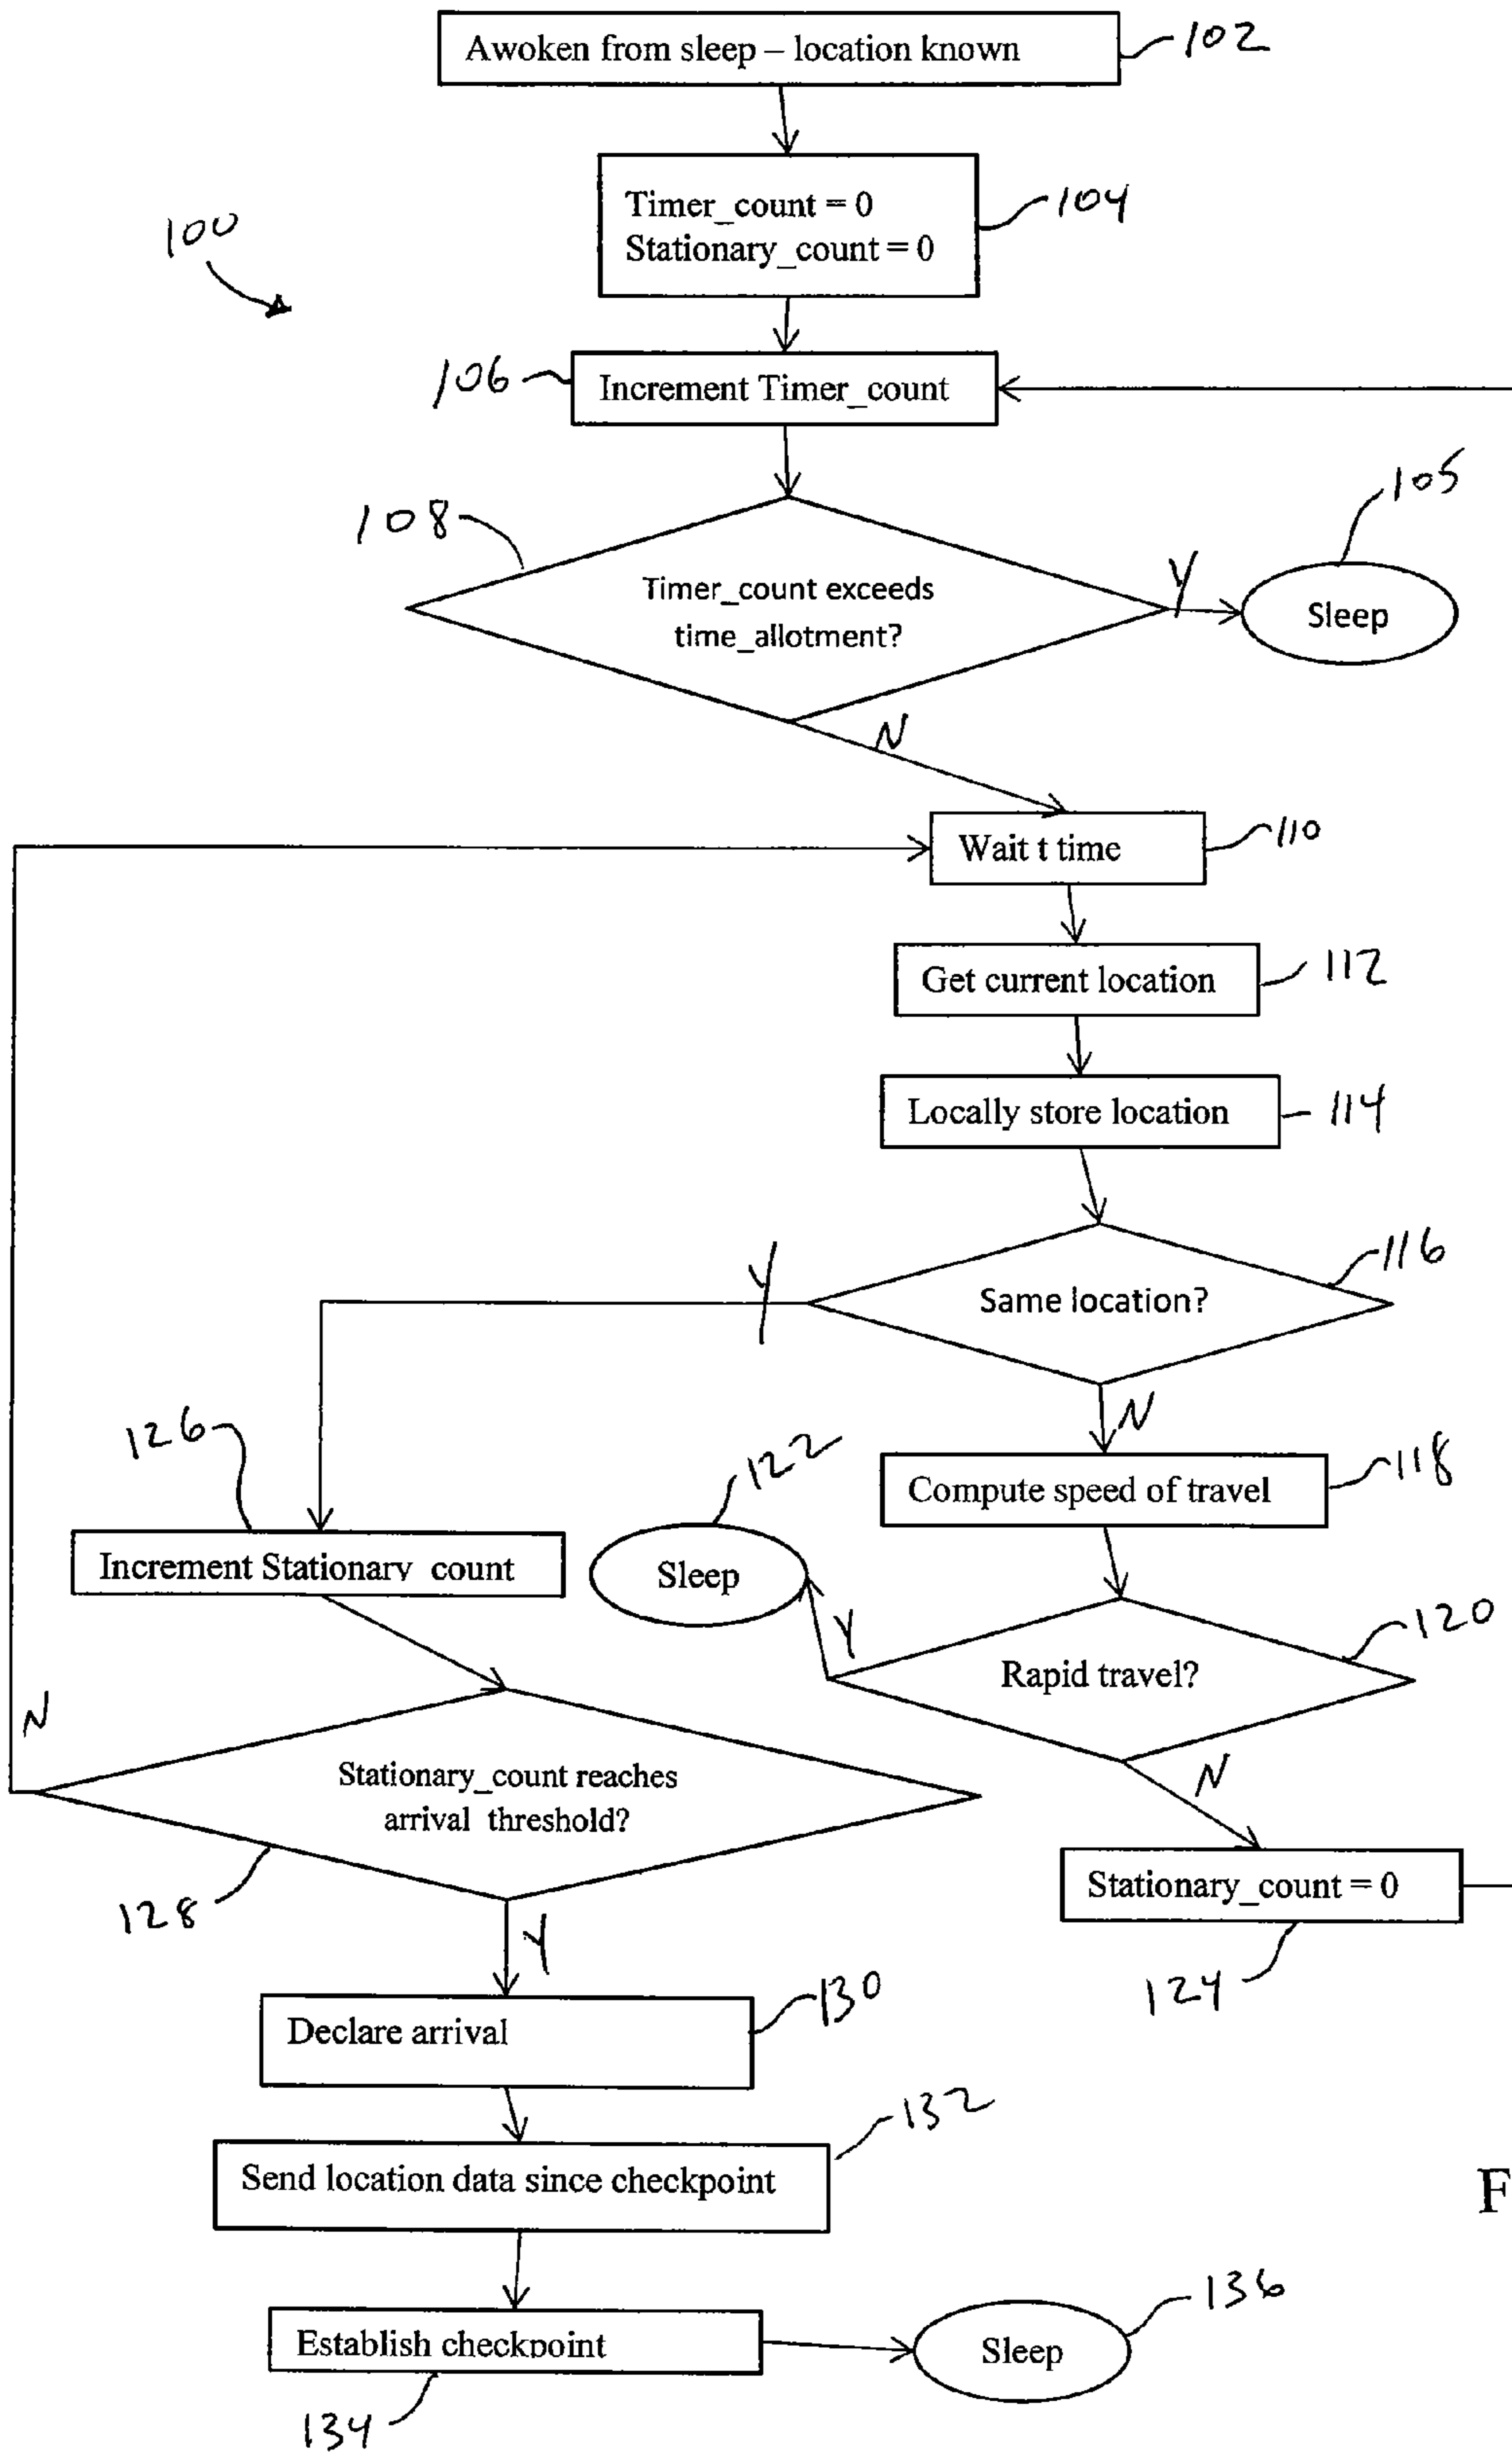 Awoken from sleep – location known
102
Timer_count = 0
Stationary_count = 0
104
100
106
Increment Timer_count
105
108
Timer_count exceeds
time_allotment?
Y
Sleep
N
Wait t time
110
Get current location
112
Locally store location
114
116
Y
Same location?
N
126
122
Compute speed of travel
118
Increment Stationary count
Sleep
Y
120
Rapid travel?
N
N
Stationary_count reaches
arrival threshold?
Stationary_count = 0
128
Y
124
Declare arrival
130
132
Send location data since checkpoint
F
136
Establish checkpoint
Sleep
134